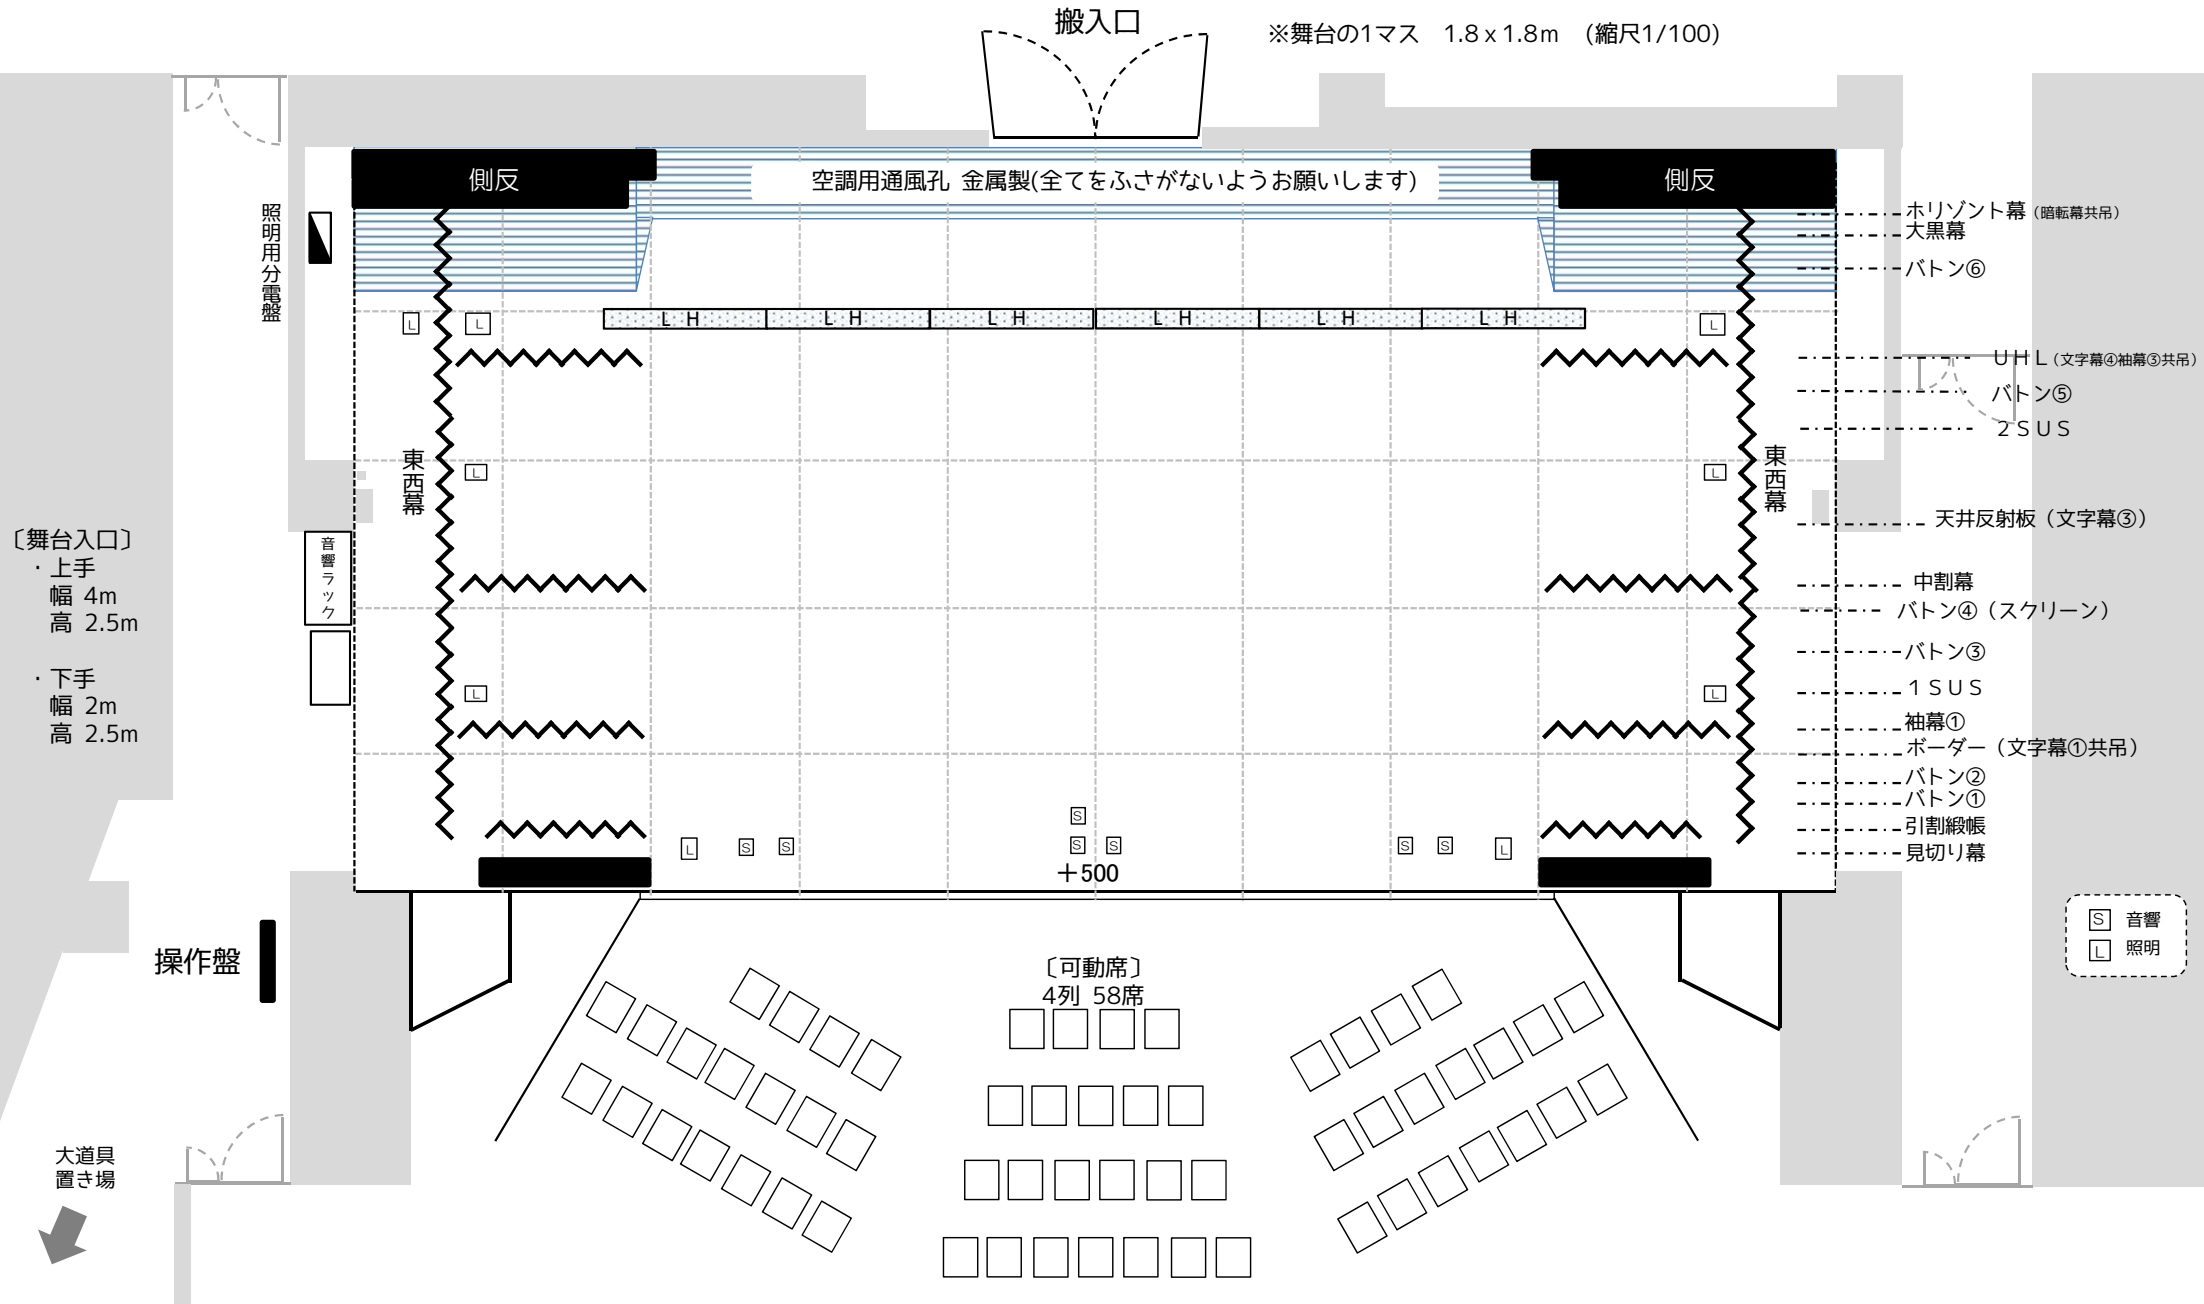 搬入口
※舞台の1マス　1.8 x 1.8m　(縮尺1/100)
側反
空調用通風孔 金属製(全てをふさがないようお願いします)
側反
照明用分電盤
ホリゾント幕（暗転幕共吊）
大黒幕
バトン⑥
L
L
L H
L H
L H
L H
L H
L H
L
ＵＨＬ（文字幕④袖幕③共吊）
バトン⑤
２ＳＵＳ
東西幕
L
L
東西幕
天井反射板（文字幕③）
〔舞台入口〕
・上手
幅 4m
高 2.5m
・下手
幅 2m
高 2.5m
音響ラック
中割幕
バトン④（スクリーン）
バトン③
１ＳＵＳ
L
L
袖幕①
ボーダー（文字幕①共吊）
バトン②
バトン①
引割緞帳
見切り幕
S
L
S
S
S
S
S
S
L
＋500
操作盤
S 音響
L 照明
〔可動席〕
4列 58席
大道具
置き場